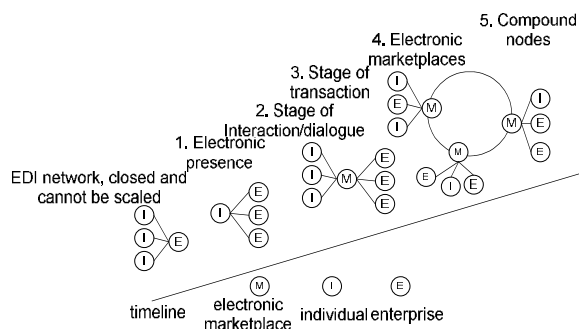 5. Compound
nodes
4. Electronic
marketplaces
3. Stage of
transaction
2. Stage of
Interaction/dialogue
1. Electronic
presence
EDI network, closed and
cannot be scaled
I
I
I
E
I
E
E
E
I
I
I
M
E
E
E
I
E
I
M
M
I
E
E
M
E
I
E
M
I
E
timeline
electronic
marketplace
individual
enterprise